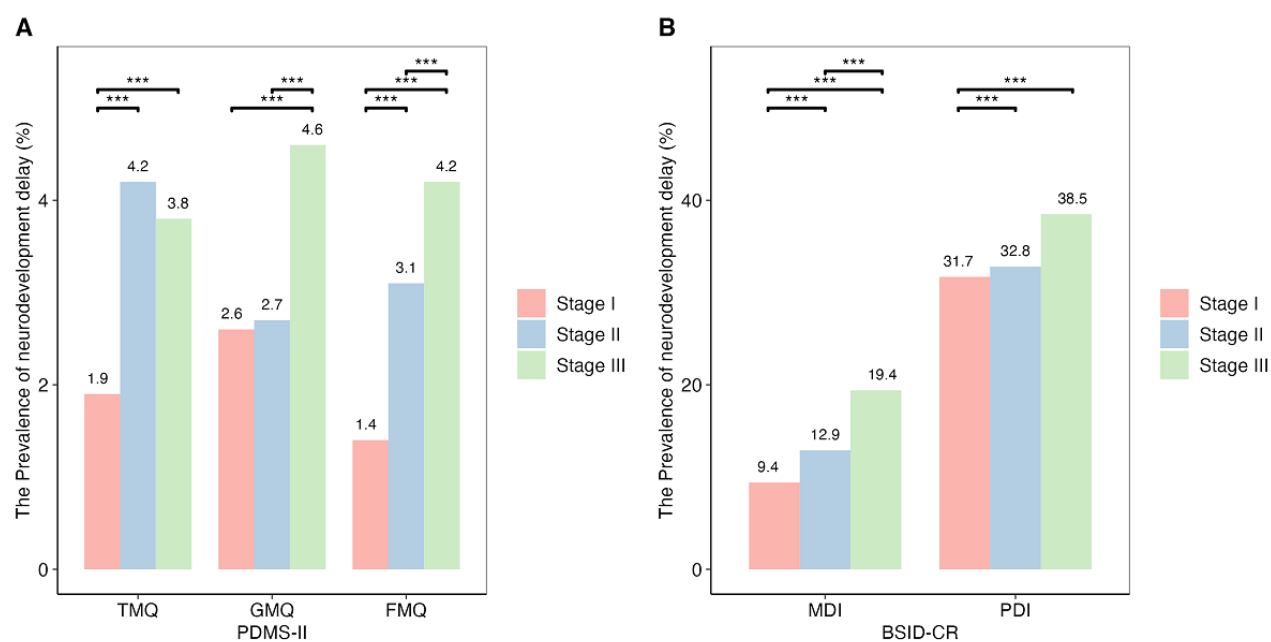 A
The Prevalence of neurodevelopment delay (%)
4
2
0
***
***
***
***
***
***
***
1.9
4.2
3.8
2.6
2.7
4.6
1.4
3.1
4.2
TMQ
GMQ
FMQ
PDMS-II
Stage I
Stage II
Stage III
B
The Prevalence of neurodevelopment delay (%)
40
20
0
***
***
***
***
***
9.4
12.9
19.4
31.7
32.8
38.5
MDI
PDI
BSID-CR
Stage I
Stage II
Stage III